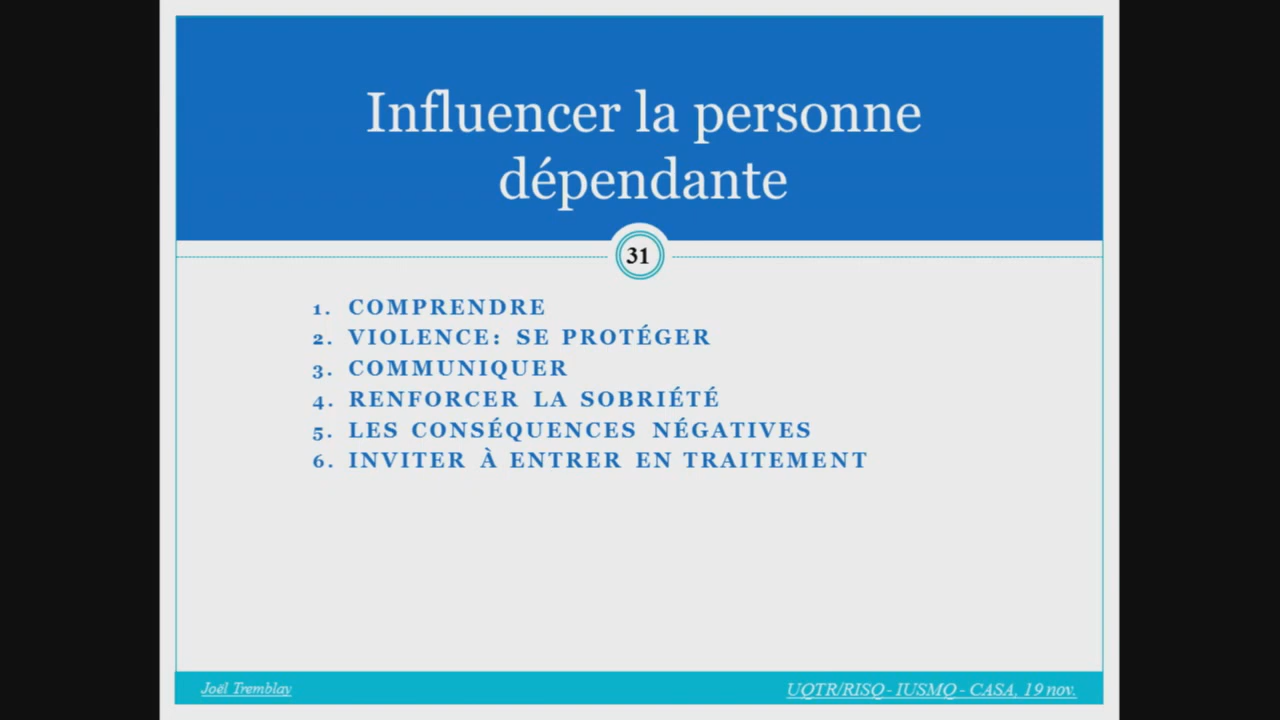 Influencer la personne
dépendante
31
1. COMPRENDRE
2. VIOLENCE: SE PROTÉGER
3. COMMUNIQUER
4. RENFORCER LA SOBRIÉTÉ
5. LES CONSÉQUENCES NÉGATIVES
6. INVITER À ENTRER EN TRAITEMENT
Joël Tremblay
UQTR/RISQ - IUSMQ - CASA, 19 nov.